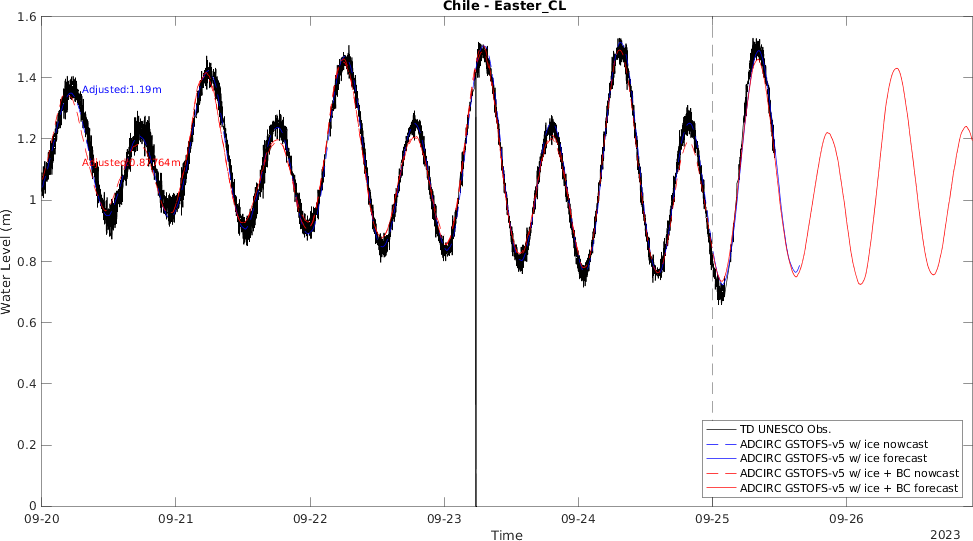 Chile - Easter_CL
1.6
1.4
1.2
1
0.8
0.6
0.4
0.2
0
Water Level (m)
Adjusted:1.19m
Adjusted:0.87764m
09-20
09-21
09-22
09-23
09-24
09-25
09-26
Time
2023
TD UNESCO Obs.
ADCIRC GSTOFS-v5 w/ ice nowcast
ADCIRC GSTOFS-v5 w/ ice forecast
ADCIRC GSTOFS-v5 w/ ice + BC nowcast
ADCIRC GSTOFS-v5 w/ ice + BC forecast